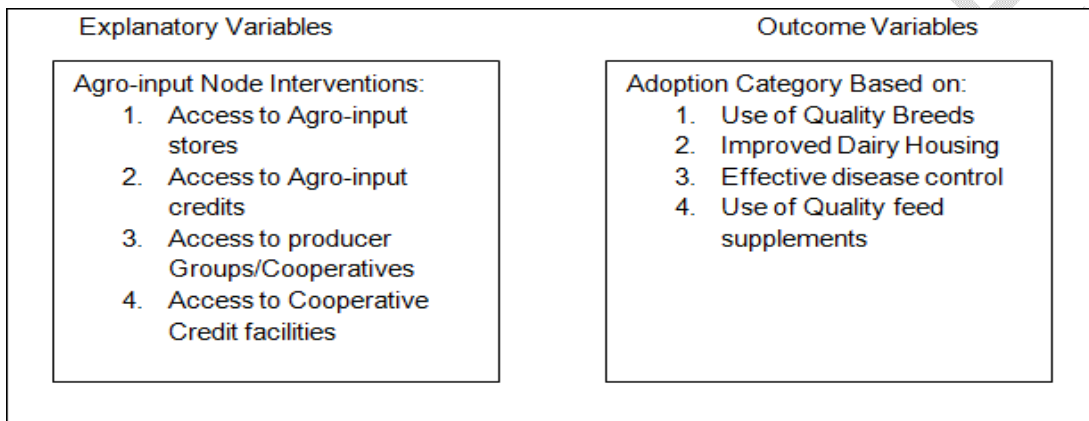 Explanatory Variables
Outcome Variables
Agro-input Node Interventions:
1. Access to Agro-input
stores
2. Access to Agro-input
credits
3. Access to producer
Groups/Cooperatives
4. Access to Cooperative
Credit facilities
Adoption Category Based on:
1. Use of Quality Breeds
2. Improved Dairy Housing
3. Effective disease control
4. Use of Quality feed
supplements